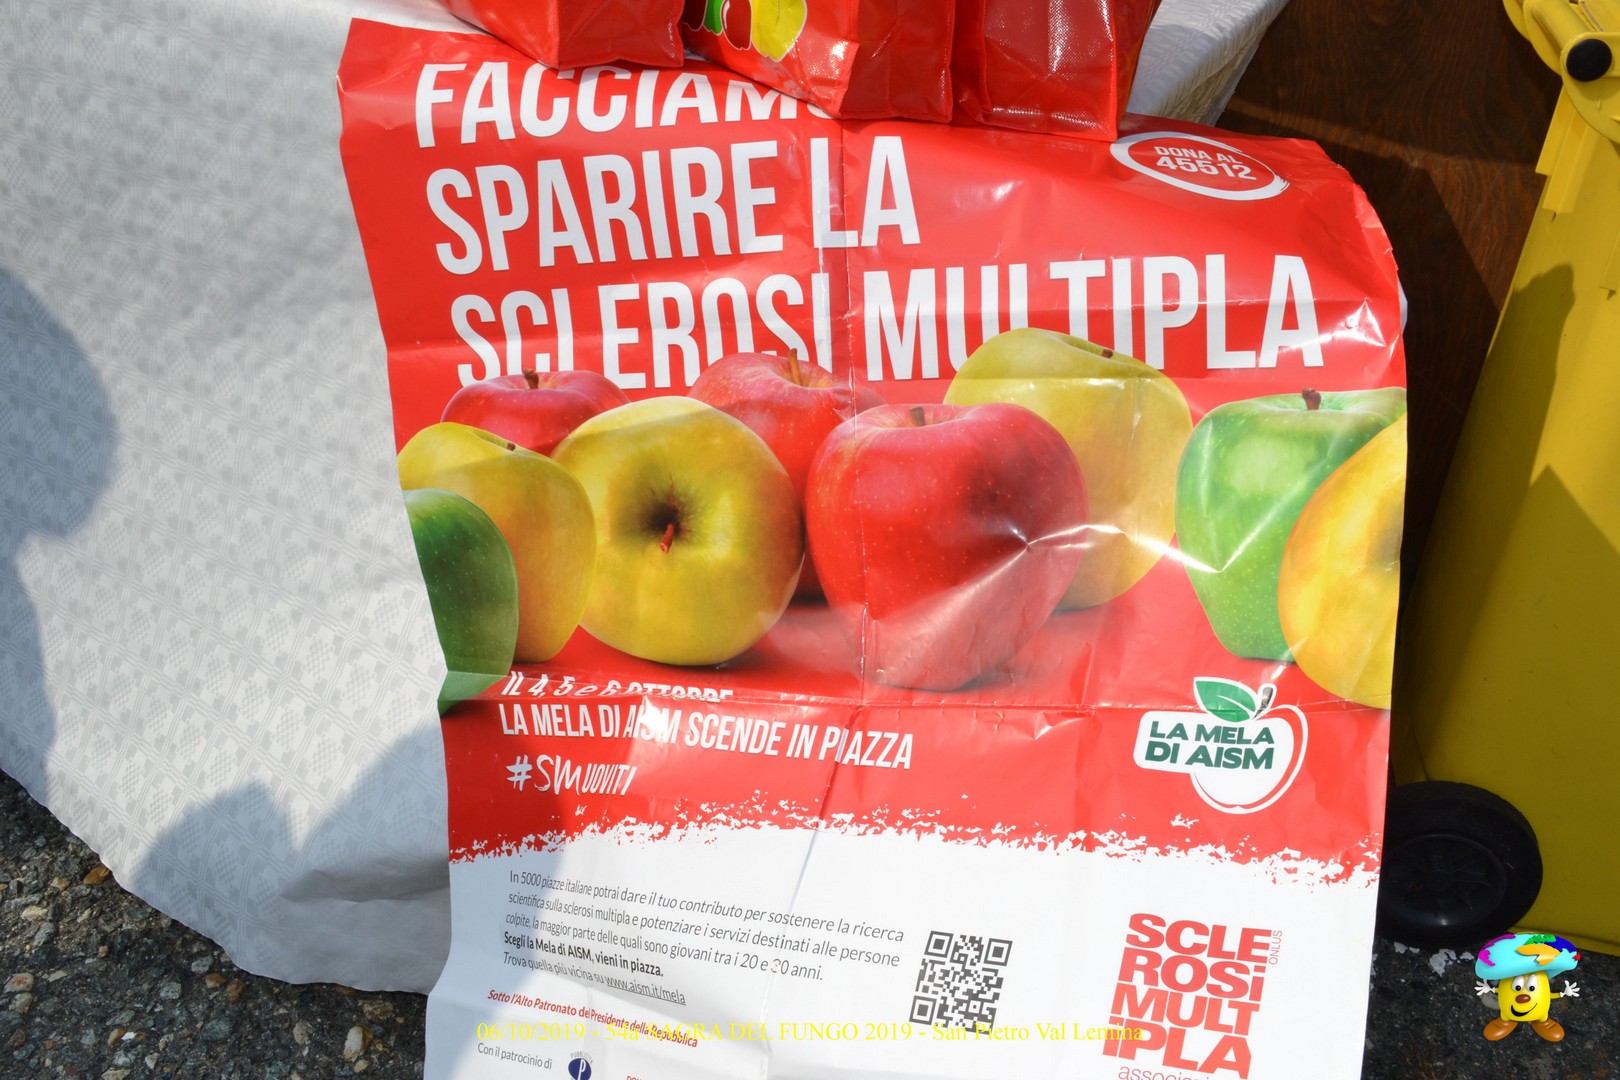 FACCIAMO
SPARIRE LA
SCLEROSI MULTIPLA
DONA AL
45512
IL 4, 5 e 6 OTTOBRE
LA MELA DI AISM SCENDE IN PIAZZA
#SMUOVITI
LA MELA
DI AISM
In 5000 piazze italiane potrai dare il tuo contributo per sostenere la ricerca
scientifica sulla sclerosi multipla e potenziare i servizi destinati alle persone
colpite, la maggior parte delle quali sono giovani tra i 20 e 30 anni.
Scegli la Mela di AISM, vieni in piazza.
Trova quella più vicina su www.aism.it/mela
Sotto l'Alto Patronato del Presidente della Repubblica
Con il patrocinio di
PUBBLICITÀ
P
SCLE
ROSI
MULT
IPLA
ONLUS
06/10/2019 - 54a SAGRA DEL FUNGO 2019 - San Pietro Val Lemina